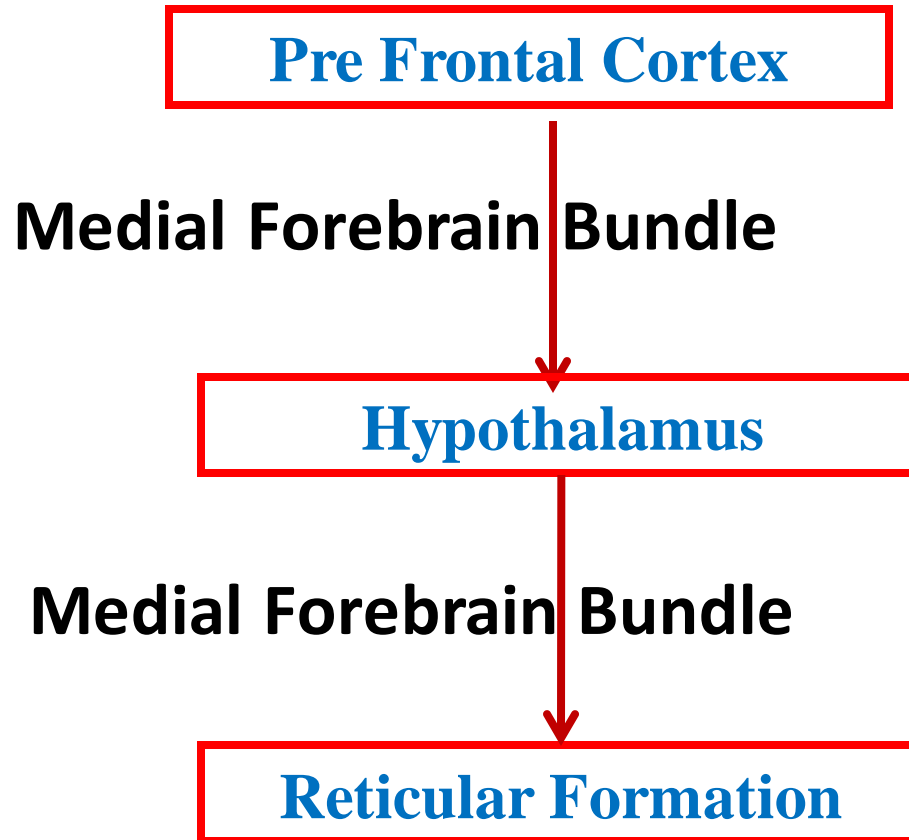 Pre Frontal Cortex
Medial Forebrain Bundle
Hypothalamus
Medial Forebrain Bundle
Reticular Formation